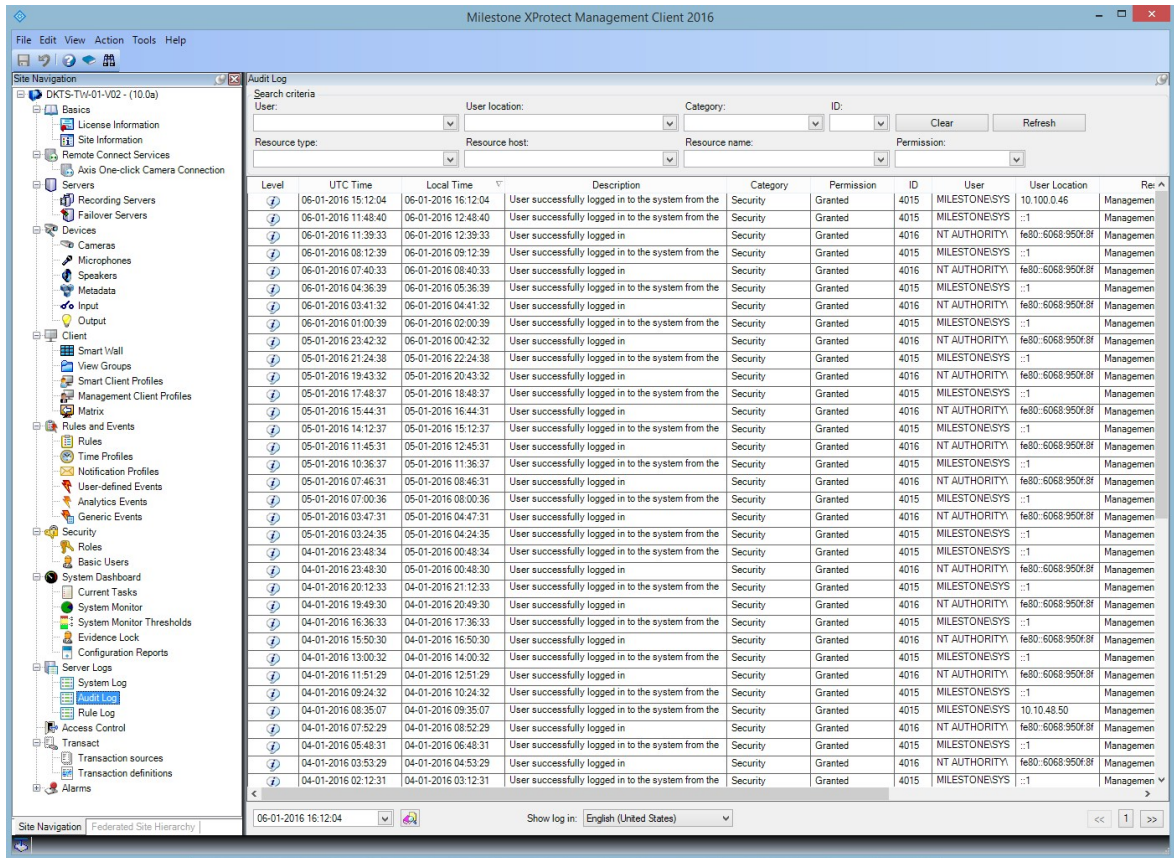 Milestone XProtect Management Client 2016
File Edit View Action Tools Help
Site Navigation
DKTS-TW-01-V02 - (10.0a)
Basics
License Information
Site Information
Remote Connect Services
Axis One-click Camera Connection
Servers
Recording Servers
Failover Servers
Devices
Cameras
Microphones
Speakers
Metadata
Input
Output
Client
Smart Wall
View Groups
Smart Client Profiles
Management Client Profiles
Matrix
Rules and Events
Rules
Time Profiles
Notification Profiles
User-defined Events
Analytics Events
Generic Events
Security
Roles
Basic Users
System Dashboard
Current Tasks
System Monitor
System Monitor Thresholds
Evidence Lock
Configuration Reports
Server Logs
System Log
Audit Log
Rule Log
Access Control
Transact
Transaction sources
Transaction definitions
Alarms
Site Navigation Federated Site Hierarchy
Audit Log
Search criteria
User: User location: Category: ID:
Clear Refresh
Resource type: Resource host: Resource name: Permission:
Level UTC Time Local Time Description Category Permission ID User User Location Res
06-01-2016 15:12:04 06-01-2016 16:12:04 User successfully logged in to the system from the Security Granted 4015 MILESTONE\SYS 10.100.0.46 Managemen
06-01-2016 11:48:40 06-01-2016 12:48:40 User successfully logged in to the system from the Security Granted 4015 MILESTONE\SYS ::1 Managemen
06-01-2016 11:39:33 06-01-2016 12:39:33 User successfully logged in Security Granted 4016 NT AUTHORITY\ fe80::6068:950f:8f Managemen
06-01-2016 08:12:39 06-01-2016 09:12:39 User successfully logged in to the system from the Security Granted 4015 MILESTONE\SYS ::1 Managemen
06-01-2016 07:40:33 06-01-2016 08:40:33 User successfully logged in Security Granted 4016 NT AUTHORITY\ fe80::6068:950f:8f Managemen
06-01-2016 04:36:39 06-01-2016 05:36:39 User successfully logged in to the system from the Security Granted 4015 MILESTONE\SYS ::1 Managemen
06-01-2016 03:41:32 06-01-2016 04:41:32 User successfully logged in Security Granted 4016 NT AUTHORITY\ fe80::6068:950f:8f Managemen
06-01-2016 01:00:39 06-01-2016 02:00:39 User successfully logged in to the system from the Security Granted 4015 MILESTONE\SYS ::1 Managemen
05-01-2016 23:42:32 06-01-2016 00:42:32 User successfully logged in Security Granted 4016 NT AUTHORITY\ fe80::6068:950f:8f Managemen
05-01-2016 21:24:38 05-01-2016 22:24:38 User successfully logged in to the system from the Security Granted 4015 MILESTONE\SYS ::1 Managemen
05-01-2016 19:43:32 05-01-2016 20:43:32 User successfully logged in Security Granted 4016 NT AUTHORITY\ fe80::6068:950f:8f Managemen
05-01-2016 17:48:37 05-01-2016 18:48:37 User successfully logged in to the system from the Security Granted 4015 MILESTONE\SYS ::1 Managemen
05-01-2016 15:44:31 05-01-2016 16:44:31 User successfully logged in Security Granted 4016 NT AUTHORITY\ fe80::6068:950f:8f Managemen
05-01-2016 14:12:37 05-01-2016 15:12:37 User successfully logged in to the system from the Security Granted 4015 MILESTONE\SYS ::1 Managemen
05-01-2016 11:45:31 05-01-2016 12:45:31 User successfully logged in Security Granted 4016 NT AUTHORITY\ fe80::6068:950f:8f Managemen
05-01-2016 10:36:37 05-01-2016 11:36:37 User successfully logged in to the system from the Security Granted 4015 MILESTONE\SYS ::1 Managemen
05-01-2016 07:46:31 05-01-2016 08:46:31 User successfully logged in Security Granted 4016 NT AUTHORITY\ fe80::6068:950f:8f Managemen
05-01-2016 07:00:36 05-01-2016 08:00:36 User successfully logged in to the system from the Security Granted 4015 MILESTONE\SYS ::1 Managemen
05-01-2016 03:47:31 05-01-2016 04:47:31 User successfully logged in Security Granted 4016 NT AUTHORITY\ fe80::6068:950f:8f Managemen
05-01-2016 03:24:35 05-01-2016 04:24:35 User successfully logged in to the system from the Security Granted 4015 MILESTONE\SYS ::1 Managemen
04-01-2016 23:48:34 05-01-2016 00:48:34 User successfully logged in to the system from the Security Granted 4015 MILESTONE\SYS ::1 Managemen
04-01-2016 23:48:30 05-01-2016 00:48:30 User successfully logged in Security Granted 4016 NT AUTHORITY\ fe80::6068:950f:8f Managemen
04-01-2016 20:12:33 04-01-2016 21:12:33 User successfully logged in to the system from the Security Granted 4015 MILESTONE\SYS ::1 Managemen
04-01-2016 19:49:30 04-01-2016 20:49:30 User successfully logged in Security Granted 4016 NT AUTHORITY\ fe80::6068:950f:8f Managemen
04-01-2016 16:36:33 04-01-2016 17:36:33 User successfully logged in to the system from the Security Granted 4015 MILESTONE\SYS ::1 Managemen
04-01-2016 15:50:30 04-01-2016 16:50:30 User successfully logged in Security Granted 4016 NT AUTHORITY\ fe80::6068:950f:8f Managemen
04-01-2016 13:00:32 04-01-2016 14:00:32 User successfully logged in to the system from the Security Granted 4015 MILESTONE\SYS ::1 Managemen
04-01-2016 11:51:29 04-01-2016 12:51:29 User successfully logged in Security Granted 4016 NT AUTHORITY\ fe80::6068:950f:8f Managemen
04-01-2016 09:24:32 04-01-2016 10:24:32 User successfully logged in to the system from the Security Granted 4015 MILESTONE\SYS ::1 Managemen
04-01-2016 08:35:07 04-01-2016 09:35:07 User successfully logged in to the system from the Security Granted 4015 MILESTONE\SYS 10.10.48.50 Managemen
04-01-2016 07:52:29 04-01-2016 08:52:29 User successfully logged in Security Granted 4016 NT AUTHORITY\ fe80::6068:950f:8f Managemen
04-01-2016 05:48:31 04-01-2016 06:48:31 User successfully logged in to the system from the Security Granted 4015 MILESTONE\SYS ::1 Managemen
04-01-2016 03:53:29 04-01-2016 04:53:29 User successfully logged in Security Granted 4016 NT AUTHORITY\ fe80::6068:950f:8f Managemen
04-01-2016 02:12:31 04-01-2016 03:12:31 User successfully logged in to the system from the Security Granted 4015 MILESTONE\SYS ::1 Managemen
06-01-2016 16:12:04 Show log in: English (United States) << 1 >>